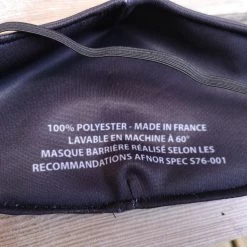 100% POLYESTER - MADE IN FRANCE
LAVABLE EN MACHINE À 60°
MASQUE BARRIÈRE RÉALISÉ SELON LES
RECOMMANDATIONS AFNOR SPEC S76-001